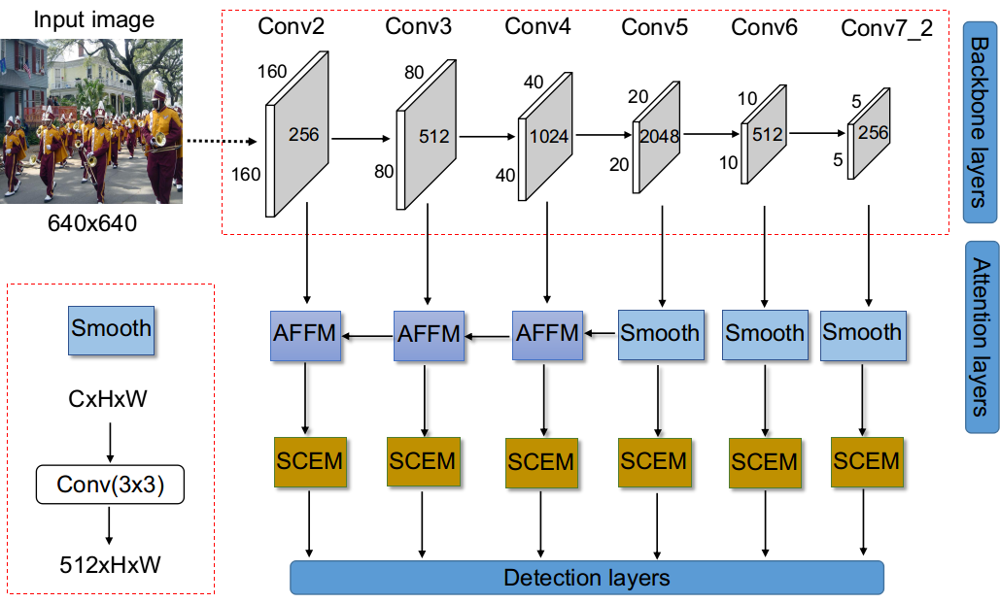 Input image
640x640
Conv2
Conv3
Conv4
Conv5
Conv6
Conv7_2
160
160
256
80
80
512
40
40
1024
20
20
2048
10
10
512
5
5
256
Backbone layers
Attention layers
AFFM
AFFM
AFFM
Smooth
Smooth
Smooth
SCEM
SCEM
SCEM
SCEM
SCEM
SCEM
Detection layers
Smooth
CxHxW
Conv(3x3)
512xHxW